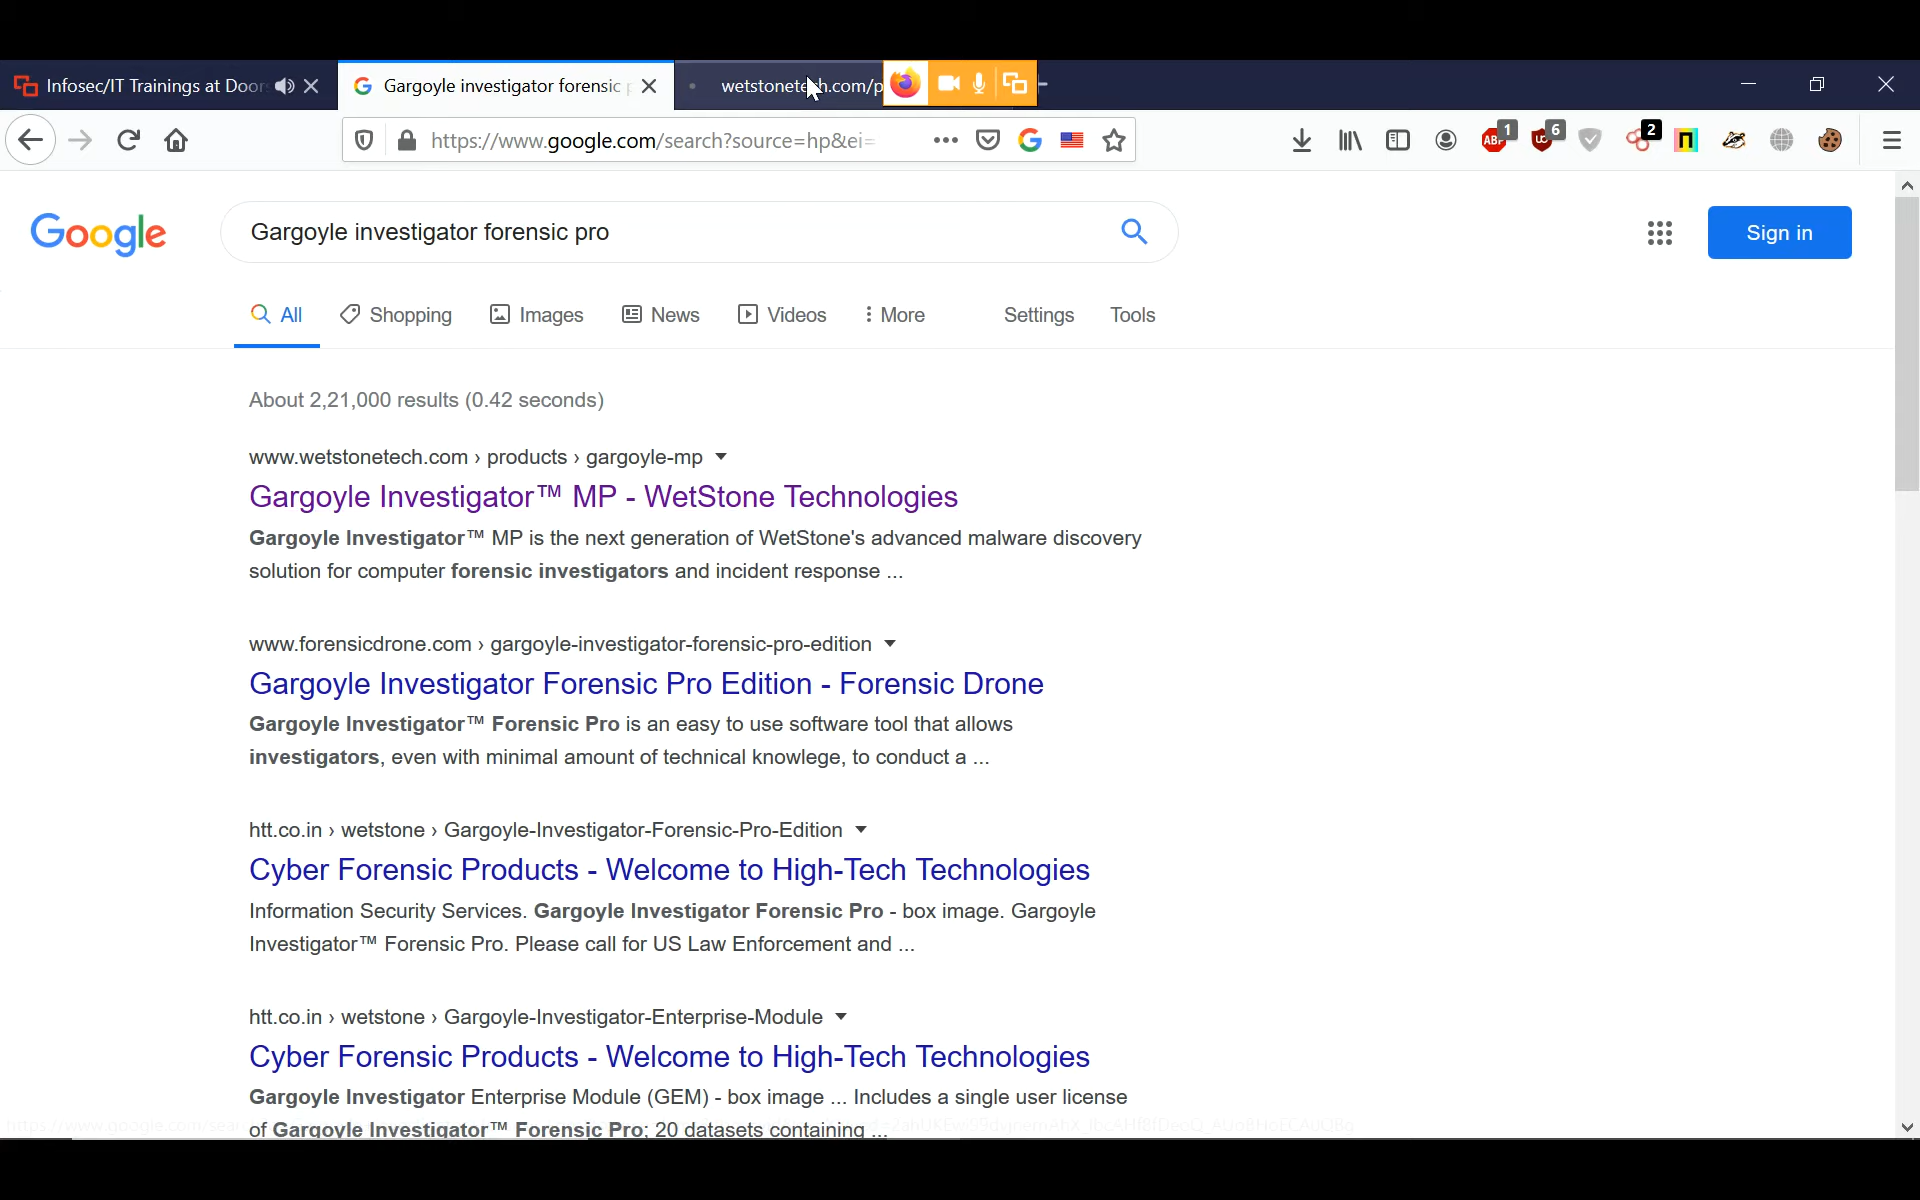 Infosec/IT Trainings at Door
Gargoyle investigator forensic p
wetstonetech.com/p
https://www.google.com/search?source=hp&ei=
ABP 1
6
2
Google
Gargoyle investigator forensic pro
Sign in
All Shopping Images News Videos More Settings Tools
About 2,21,000 results (0.42 seconds)
www.wetstonetech.com › products › gargoyle-mp
Gargoyle Investigator™ MP - WetStone Technologies
Gargoyle Investigator™ MP is the next generation of WetStone's advanced malware discovery
solution for computer forensic investigators and incident response ...
www.forensicdrone.com › gargoyle-investigator-forensic-pro-edition
Gargoyle Investigator Forensic Pro Edition - Forensic Drone
Gargoyle Investigator™ Forensic Pro is an easy to use software tool that allows
investigators, even with minimal amount of technical knowlege, to conduct a ...
htt.co.in › wetstone › Gargoyle-Investigator-Forensic-Pro-Edition
Cyber Forensic Products - Welcome to High-Tech Technologies
Information Security Services. Gargoyle Investigator Forensic Pro - box image. Gargoyle
Investigator™ Forensic Pro. Please call for US Law Enforcement and ...
htt.co.in › wetstone › Gargoyle-Investigator-Enterprise-Module
Cyber Forensic Products - Welcome to High-Tech Technologies
Gargoyle Investigator Enterprise Module (GEM) - box image ... Includes a single user license
of Gargoyle Investigator™ Forensic Pro; 20 datasets containing ...